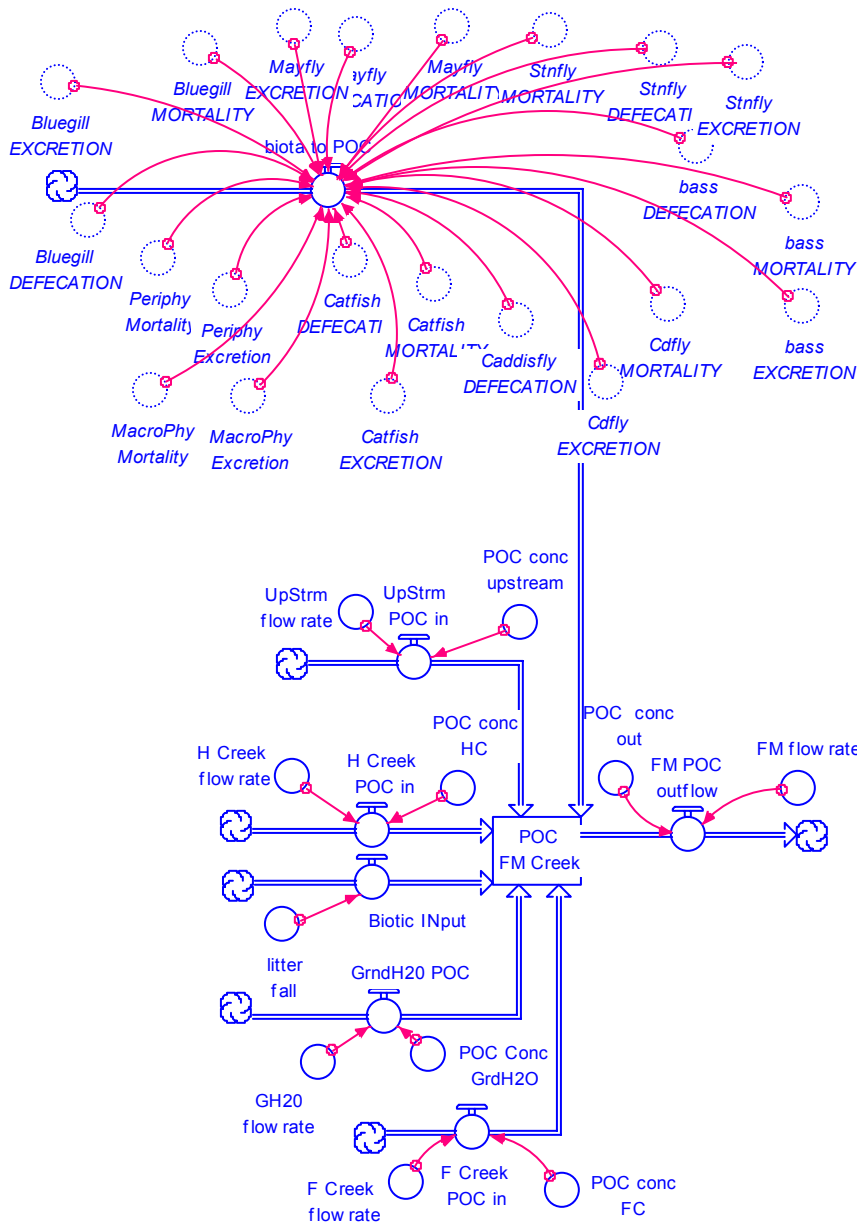 Bluegill
EXCRETION
Bluegill
MORTALITY
Mayfly
EXCRETION
Mayfly
MORTALITY
Stnfly
MORTALITY
Stnfly
DEFECATI
Stnfly
EXCRETION
biota to POC
bass
DEFECATION
bass
MORTALITY
bass
EXCRETION
Bluegill
DEFECATION
Periphy
Mortality
Periphy
Excretion
Catfish
DEFECATI
Catfish
MORTALITY
Caddisfly
DEFECATION
Cdfly
MORTALITY
Cdfly
EXCRETION
MacroPhy
Mortality
MacroPhy
Excretion
Catfish
EXCRETION
UpStrm
flow rate
UpStrm
POC in
POC conc
upstream
H Creek
flow rate
H Creek
POC in
POC conc
HC
POC conc
out
FM POC
outflow
FM flow rate
POC
FM Creek
Biotic INput
litter
fall
GrndH20 POC
GH20
flow rate
POC Conc
GrdH2O
F Creek
flow rate
F Creek
POC in
POC conc
FC